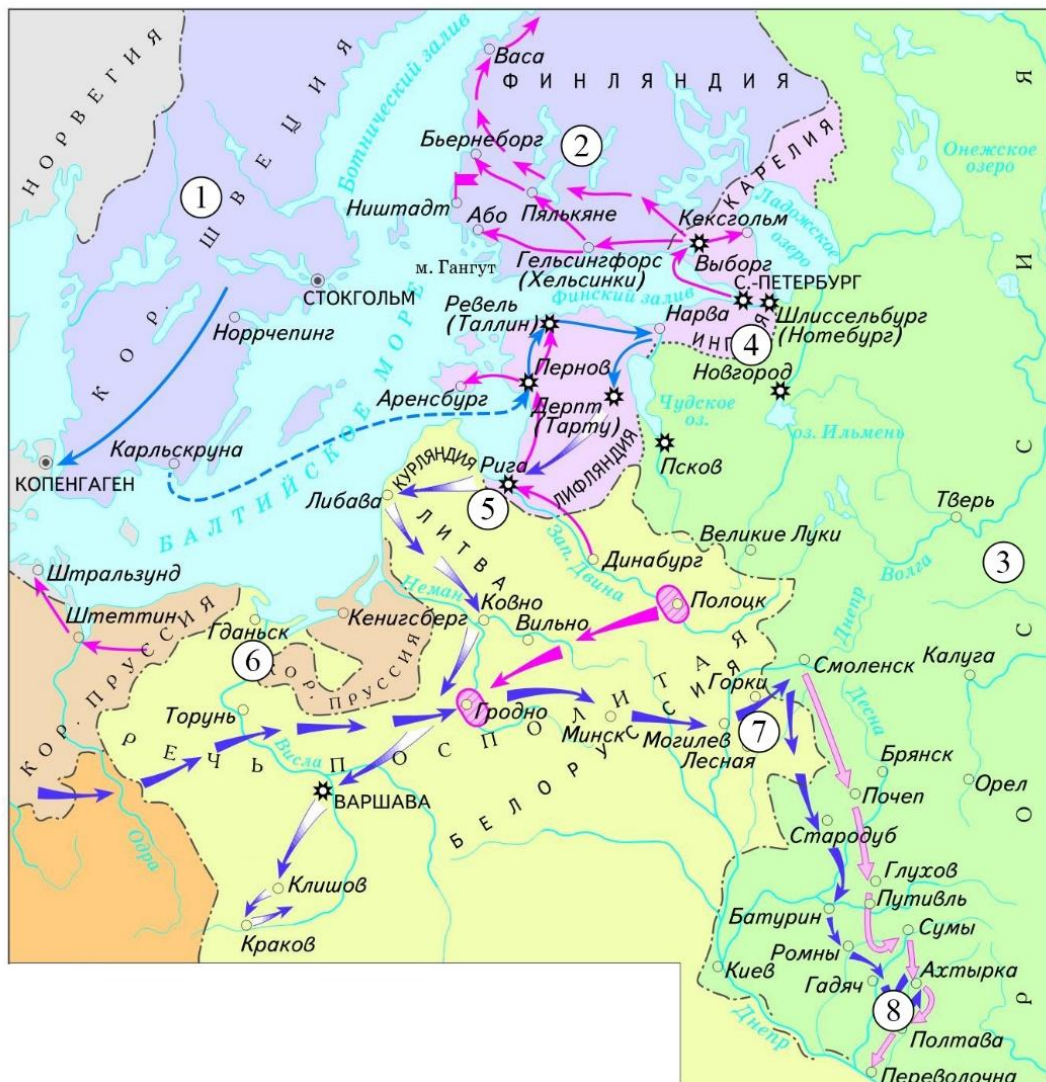 НОРВЕГИЯ
КОР. ШВЕЦИЯ
Ботнический залив
Васа
ФИНЛЯНДИЯ
КАРЕЛИЯ
Онежское
озеро
Ладожское
озеро
Бьернеборг
2
1
Ништадт
Або
Пялькяне
Кексгольм
Выборг
м. Гангут
Гельсингфорс
(Хельсинки)
С.-ПЕТЕРБУРГ
СТОКГОЛЬМ
Финский залив
Ревель
(Таллин)
Нарва
Шлиссельбург
(Нотебург)
Норрчепинг
ИНГ
Я
4
Новгород
Пернов
Аренсбург
Дерпт
(Тарту)
Чудское
оз.
оз. Ильмень
Карльскруна
КОПЕНГАГЕН
БАЛТИЙСКОЕ МОРЕ
КУРЛЯНДИЯ
Рига
ЛИФЛЯНДИЯ
Псков
Либава
5
Тверь
ЛИТВА
Зап. Двина
Великие Луки
Волга
3
РОССИЯ
Динабург
Штральзунд
Неман
Днепр
Штеттин
Гданьск
Кенигсберг
Ковно
Вильно
Полоцк
КОР. ПРУССИЯ
6
КОР. ПРУССИЯ
Смоленск
Калуга
Горки
Десна
Торунь
Гродно
Минск
Могилев
7
Лесная
РЕЧЬ ПОСПОЛИТАЯ
Висла
БЕЛОРУССИЯ
Брянск
Орел
ВАРШАВА
Почеп
Одра
Стародуб
Глухов
Клишов
Путивль
Батурин
Сумы
Краков
Ромны
Киев
Гадяч
Ахтырка
8
Днепр
Полтава
Переволочна